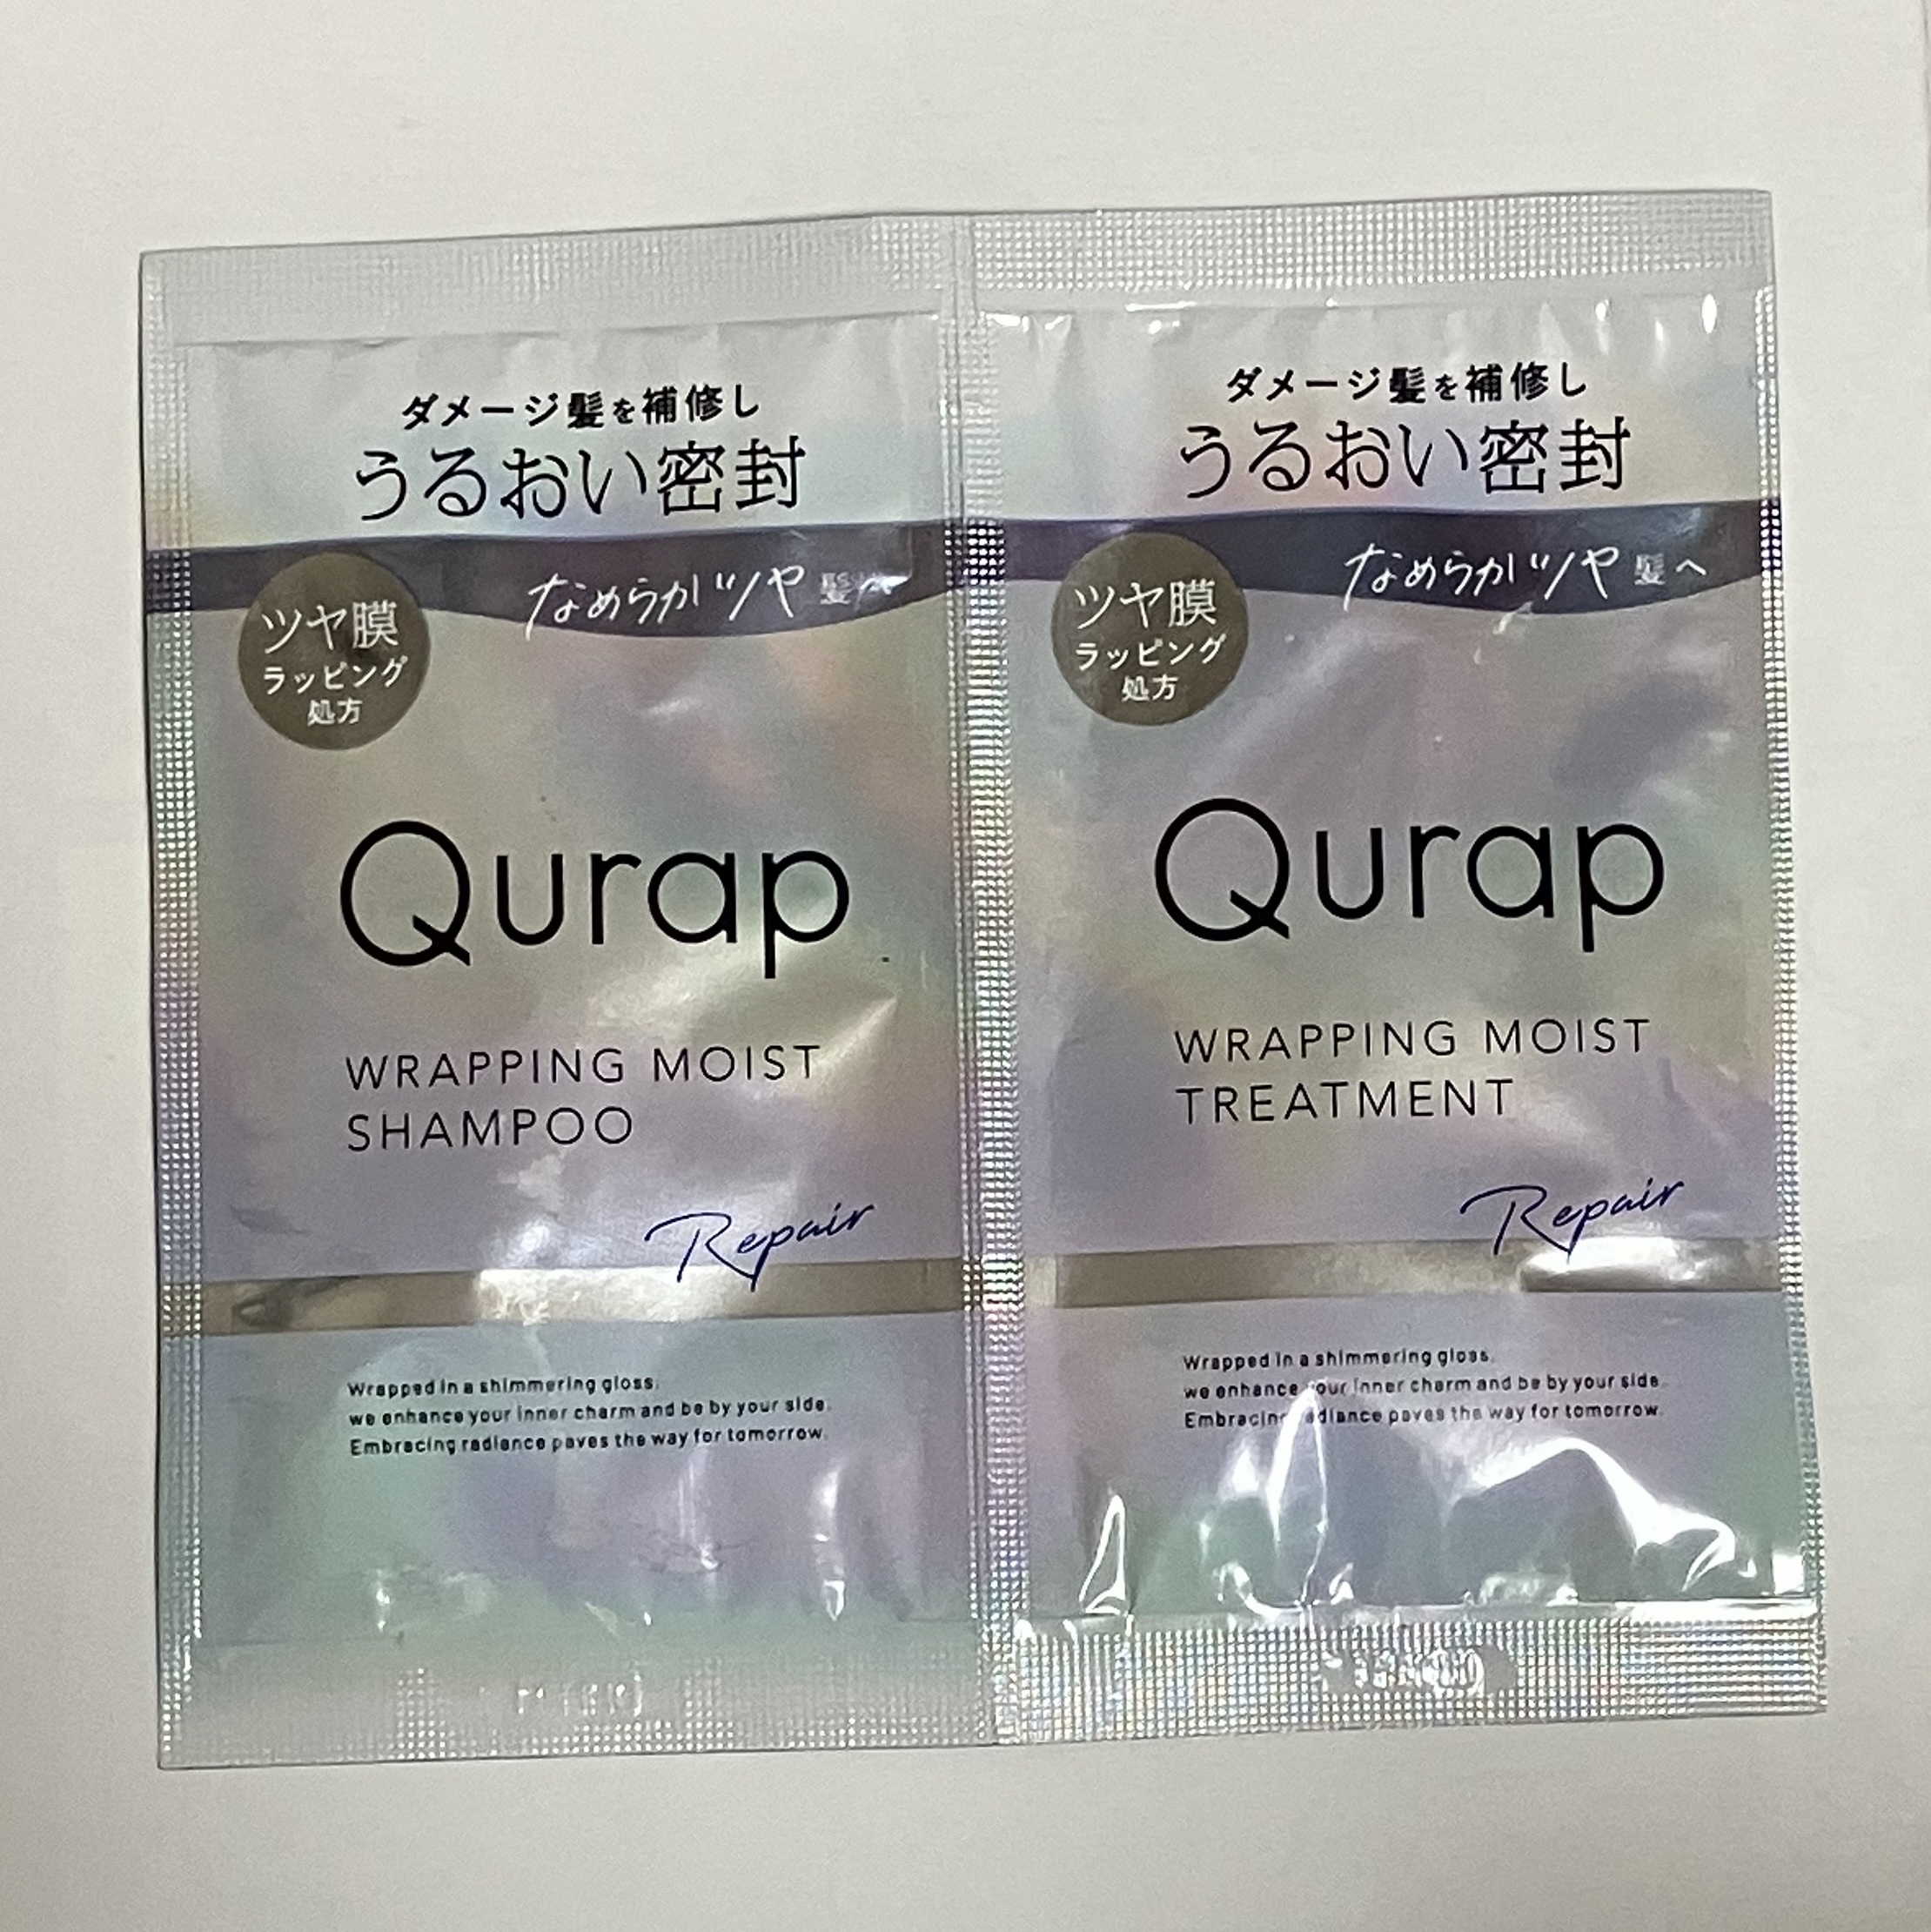 ダメージ髪を補修し
うるおい密封
なめらかツヤ髪へ
ツヤ膜
ラッピング
処方
Qurap
WRAPPING MOIST
SHAMPOO
Repair
Wrapped in a shimmering gloss.
we enhance your inner charm and be by your side.
Embracing radiance paves the way for tomorrow.
ダメージ髪を補修し
うるおい密封
なめらかツヤ髪へ
ツヤ膜
ラッピング
処方
Qurap
WRAPPING MOIST
TREATMENT
Repair
Wrapped in a shimmering gloss.
we enhance your inner charm and be by your side.
Embracing radiance paves the way for tomorrow.